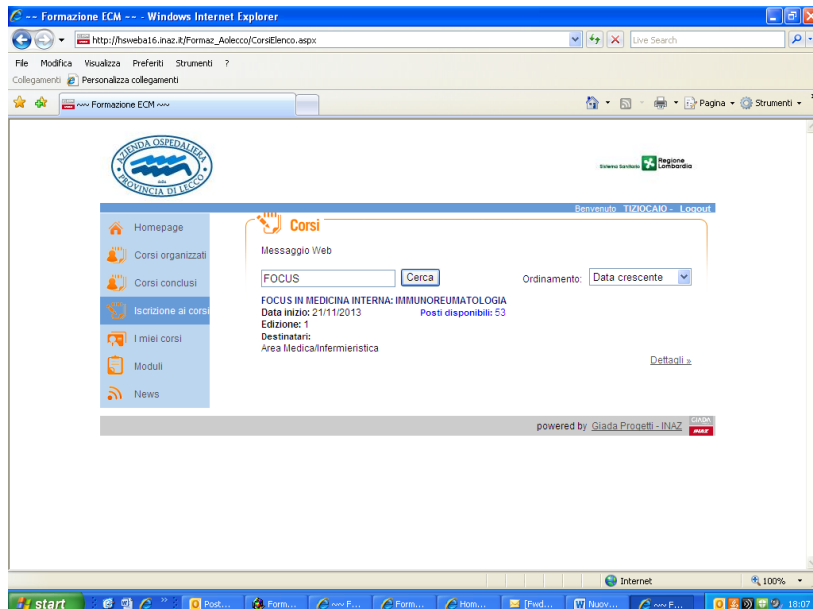 -- Formazione ECM -- - Windows Internet Explorer
http://hsweba16.inaz.it/Formaz_Aolecco/CorsiElenco.aspx
Live Search
File Modifica Visualizza Preferiti Strumenti ?
Collegamenti Personalizza collegamenti
~~ Formazione ECM ~~
Pagina Strumenti
AZIENDA OSPEDALIERA
PROVINCIA DI LECCO
Sistema Sanitario Regione Lombardia
Benvenuto TIZIOCAIO - Logout
Homepage
Corsi organizzati
Corsi conclusi
Iscrizione ai corsi
I miei corsi
Moduli
News
Corsi
Messaggio Web
FOCUS Cerca Ordinamento: Data crescente
FOCUS IN MEDICINA INTERNA: IMMUNOREUMATOLOGIA
Data inizio: 21/11/2013 Posti disponibili: 53
Edizione: 1
Destinatari:
Area Medica/Infermieristica
Dettagli »
powered by Giada Progetti - INAZ GIADA INAZ
Internet 100%
start Post... Form... ~~ F... Form... Hom... [Fwd... Nuov... ~~ F... 18:07